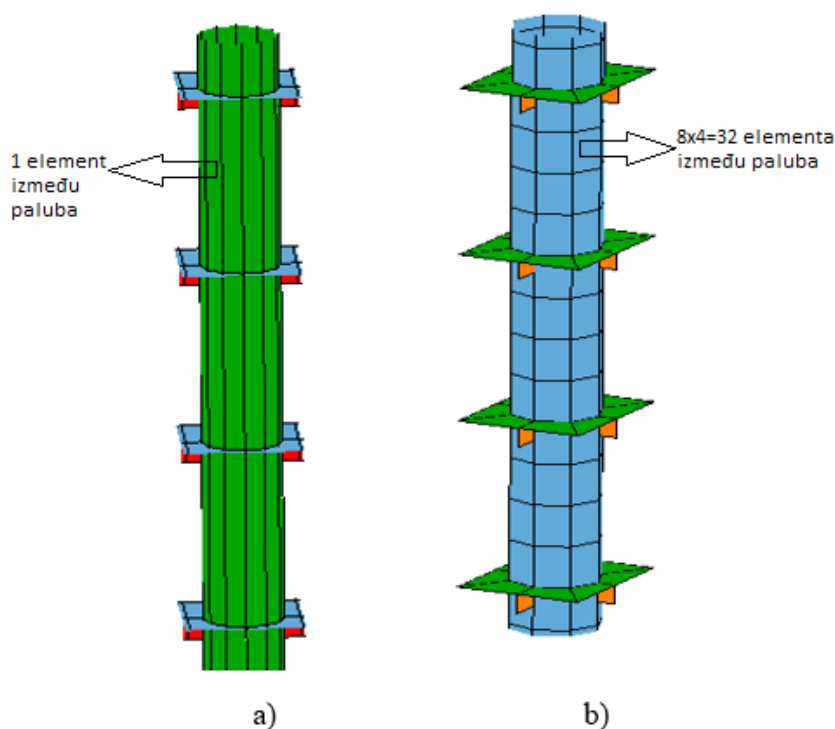 1 element
između
paluba
8x4=32 elementa
između paluba
a)
b)